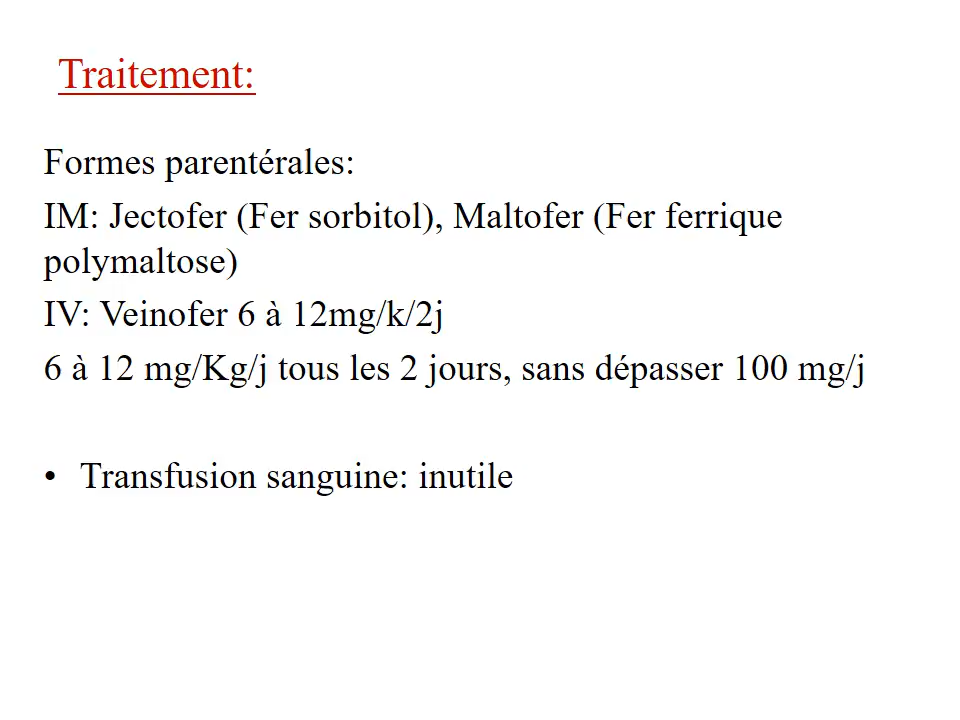 Traitement:
Formes parentérales:
IM: Jectofer (Fer sorbitol), Maltofer (Fer ferrique
polymaltose)
IV: Veinofer 6 à 12mg/k/2j
6 à 12 mg/Kg/j tous les 2 jours, sans dépasser 100 mg/j
• Transfusion sanguine: inutile